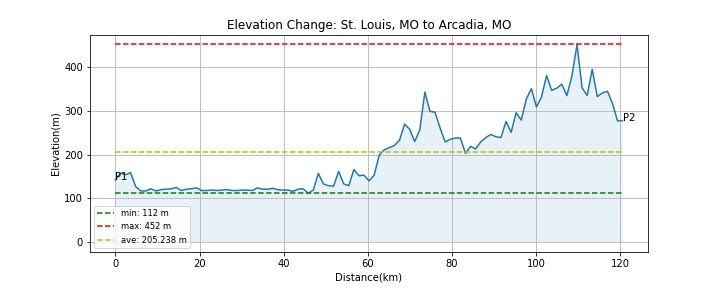 Elevation Change: St. Louis, MO to Arcadia, MO
Elevation(m)
400
300
200
100
0
P1
P2
min: 112 m
max: 452 m
ave: 205.238 m
0 20 40 60 80 100 120
Distance(km)